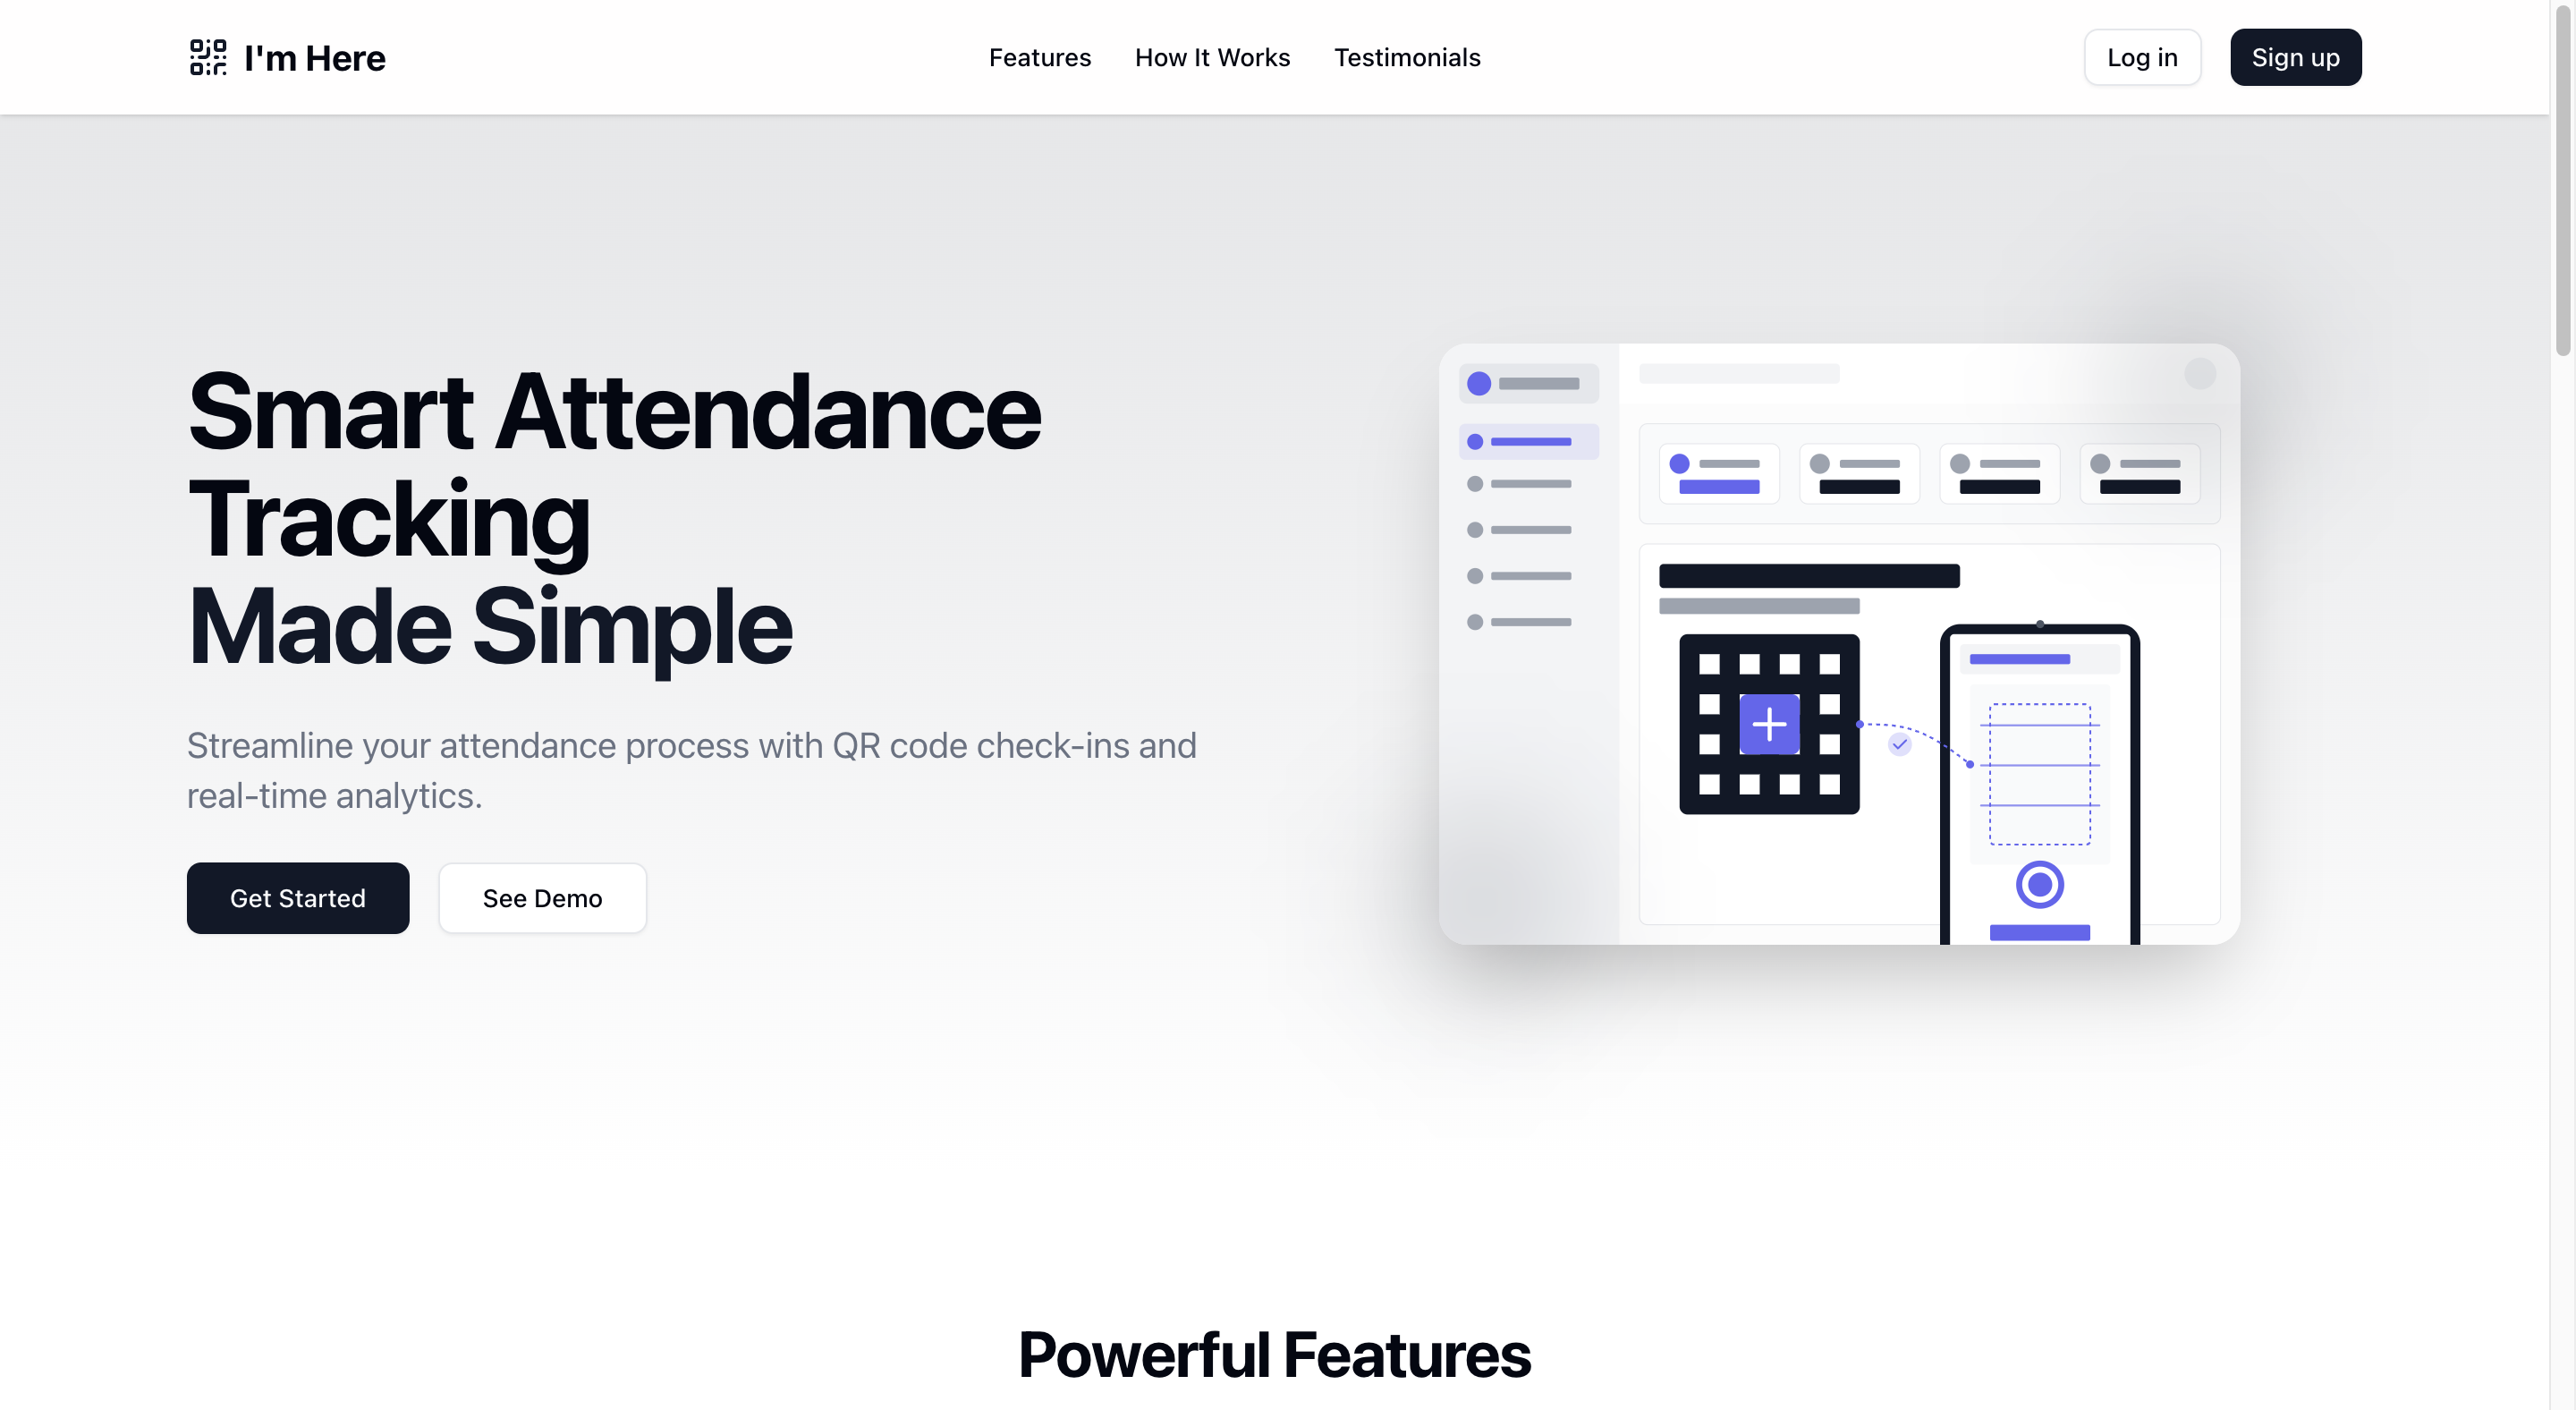 I'm Here
Features
How It Works
Testimonials
Log in
Sign up
Smart Attendance
Tracking
Made Simple
Streamline your attendance process with QR code check-ins and
real-time analytics.
Get Started
See Demo
Powerful Features